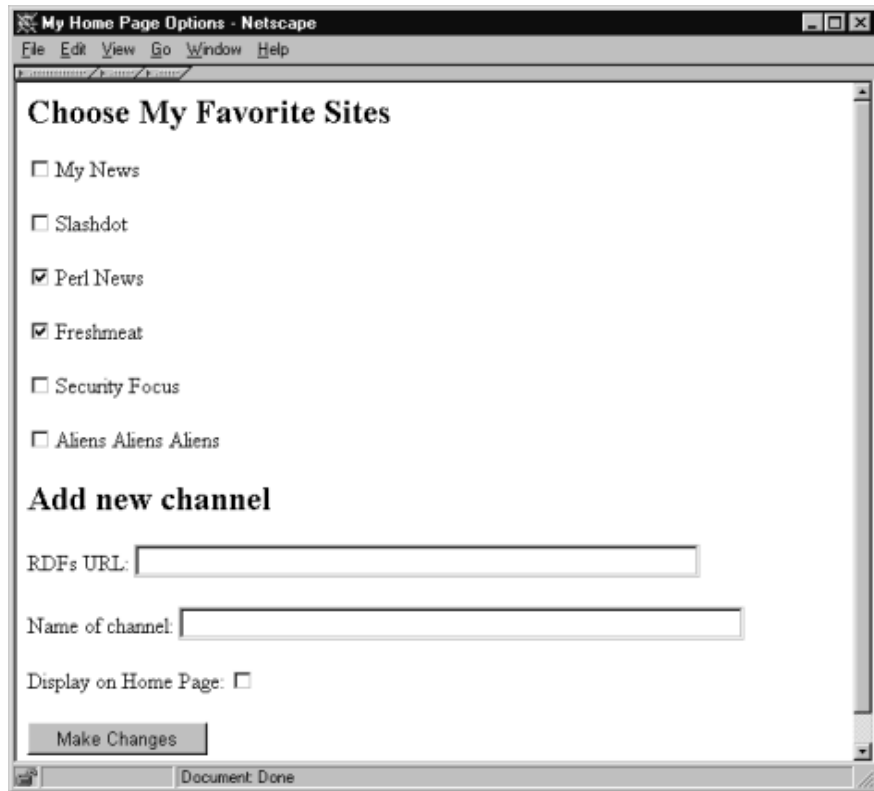 My Home Page Options - Netscape
File Edit View Go Window Help
Choose My Favorite Sites
My News
Slashdot
Perl News
Freshmeat
Security Focus
Aliens Aliens Aliens
Add new channel
RDFs URL:
Name of channel:
Display on Home Page:
Make Changes
Document: Done